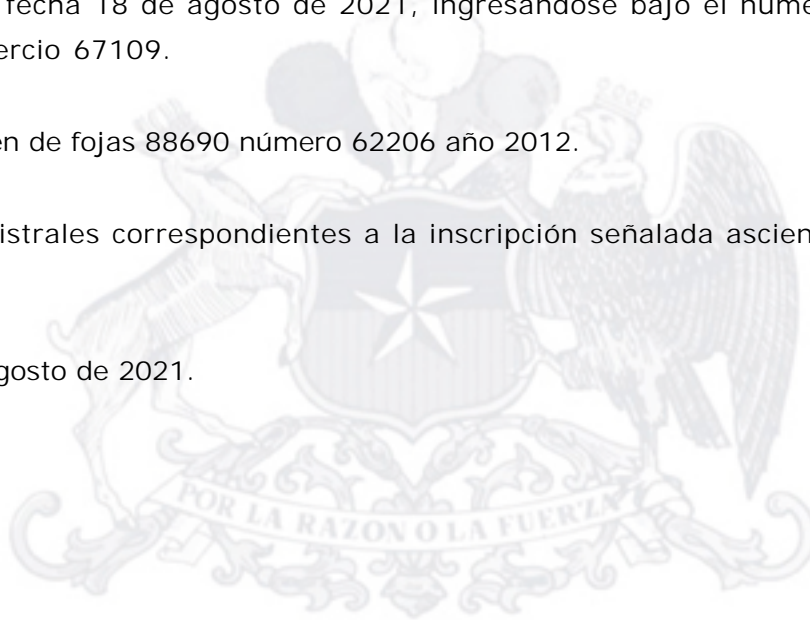 fecha 18 de agosto de 2021, ingresándose bajo el núme
ercio 67109.
en de fojas 88690 número 62206 año 2012.
istrales correspondientes a la inscripción señalada ascien
gosto de 2021.
POR LA RAZON O LA FUERZA